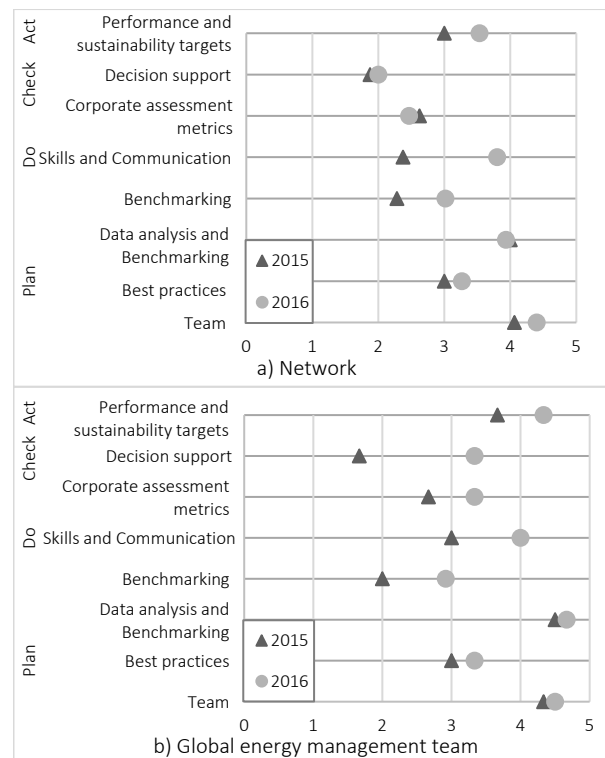 Act
Performance and
sustainability targets
Check
Decision support
Corporate assessment
metrics
Do
Skills and Communication
Benchmarking
Plan
Data analysis and
Benchmarking
Best practices
Team
2015
2016
0 1 2 3 4 5
a) Network
Act
Performance and
sustainability targets
Check
Decision support
Corporate assessment
metrics
Do
Skills and Communication
Benchmarking
Plan
Data analysis and
Benchmarking
Best practices
Team
2015
2016
0 1 2 3 4 5
b) Global energy management team